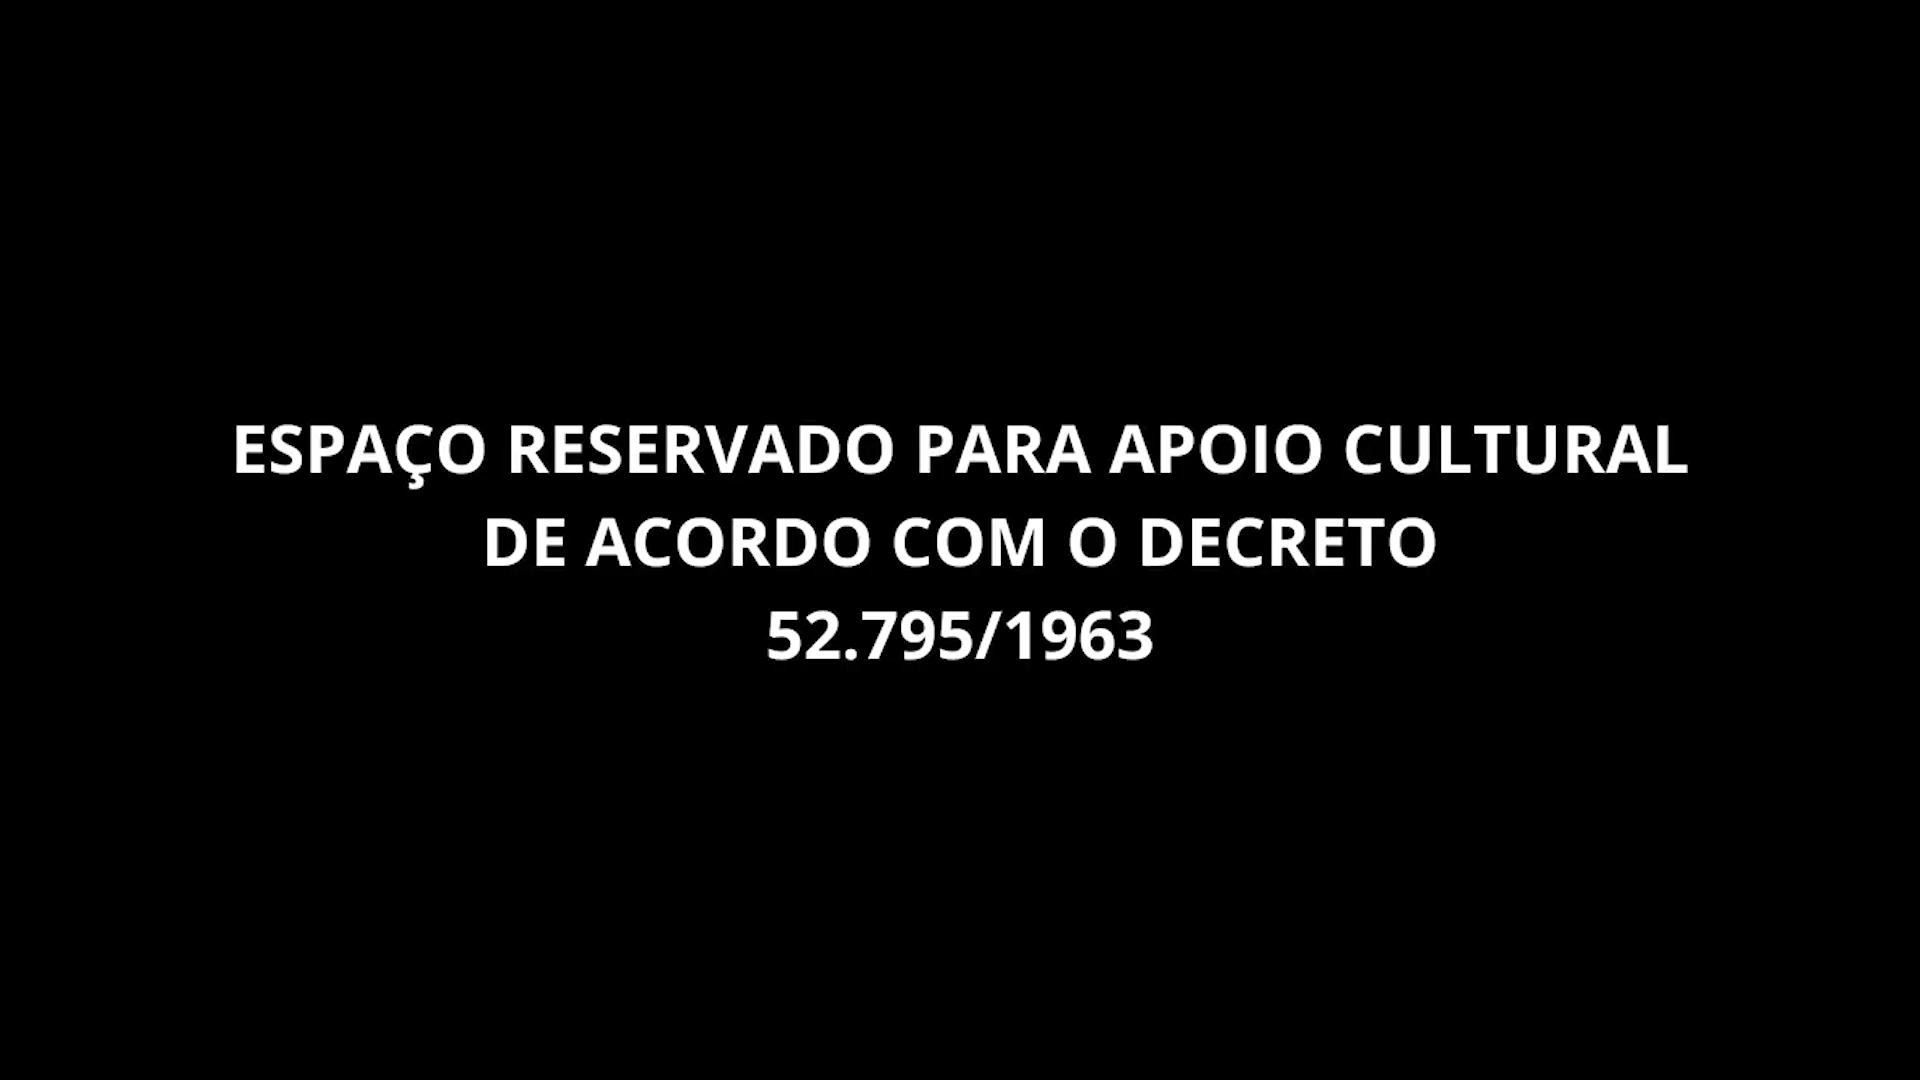 ESPAÇO RESERVADO PARA APOIO CULTURAL
DE ACORDO COM O DECRETO
52.795/1963